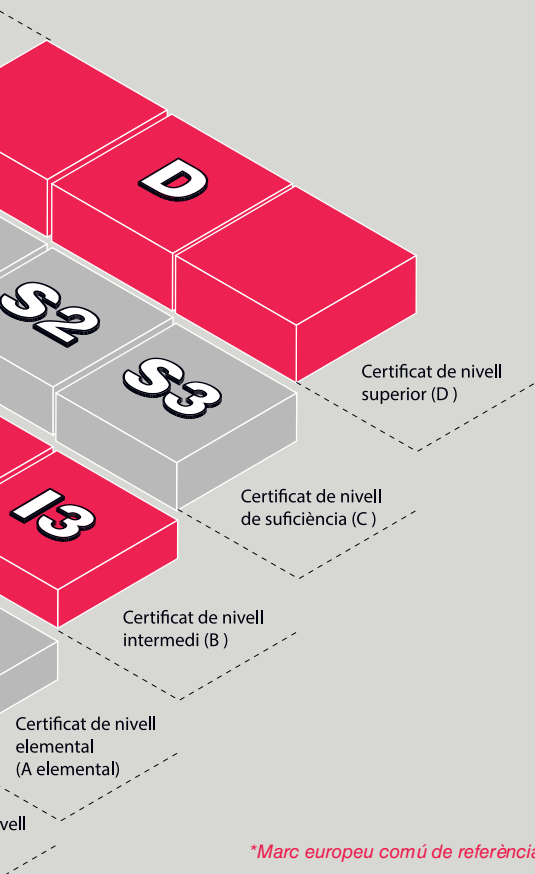 D
S2
S3
Certificat de nivell
superior (D )
Certificat de nivell
de suficiència (C )
I3
Certificat de nivell
intermedi (B )
Certificat de nivell
elemental
(A elemental)
*Marc europeu comú de referència